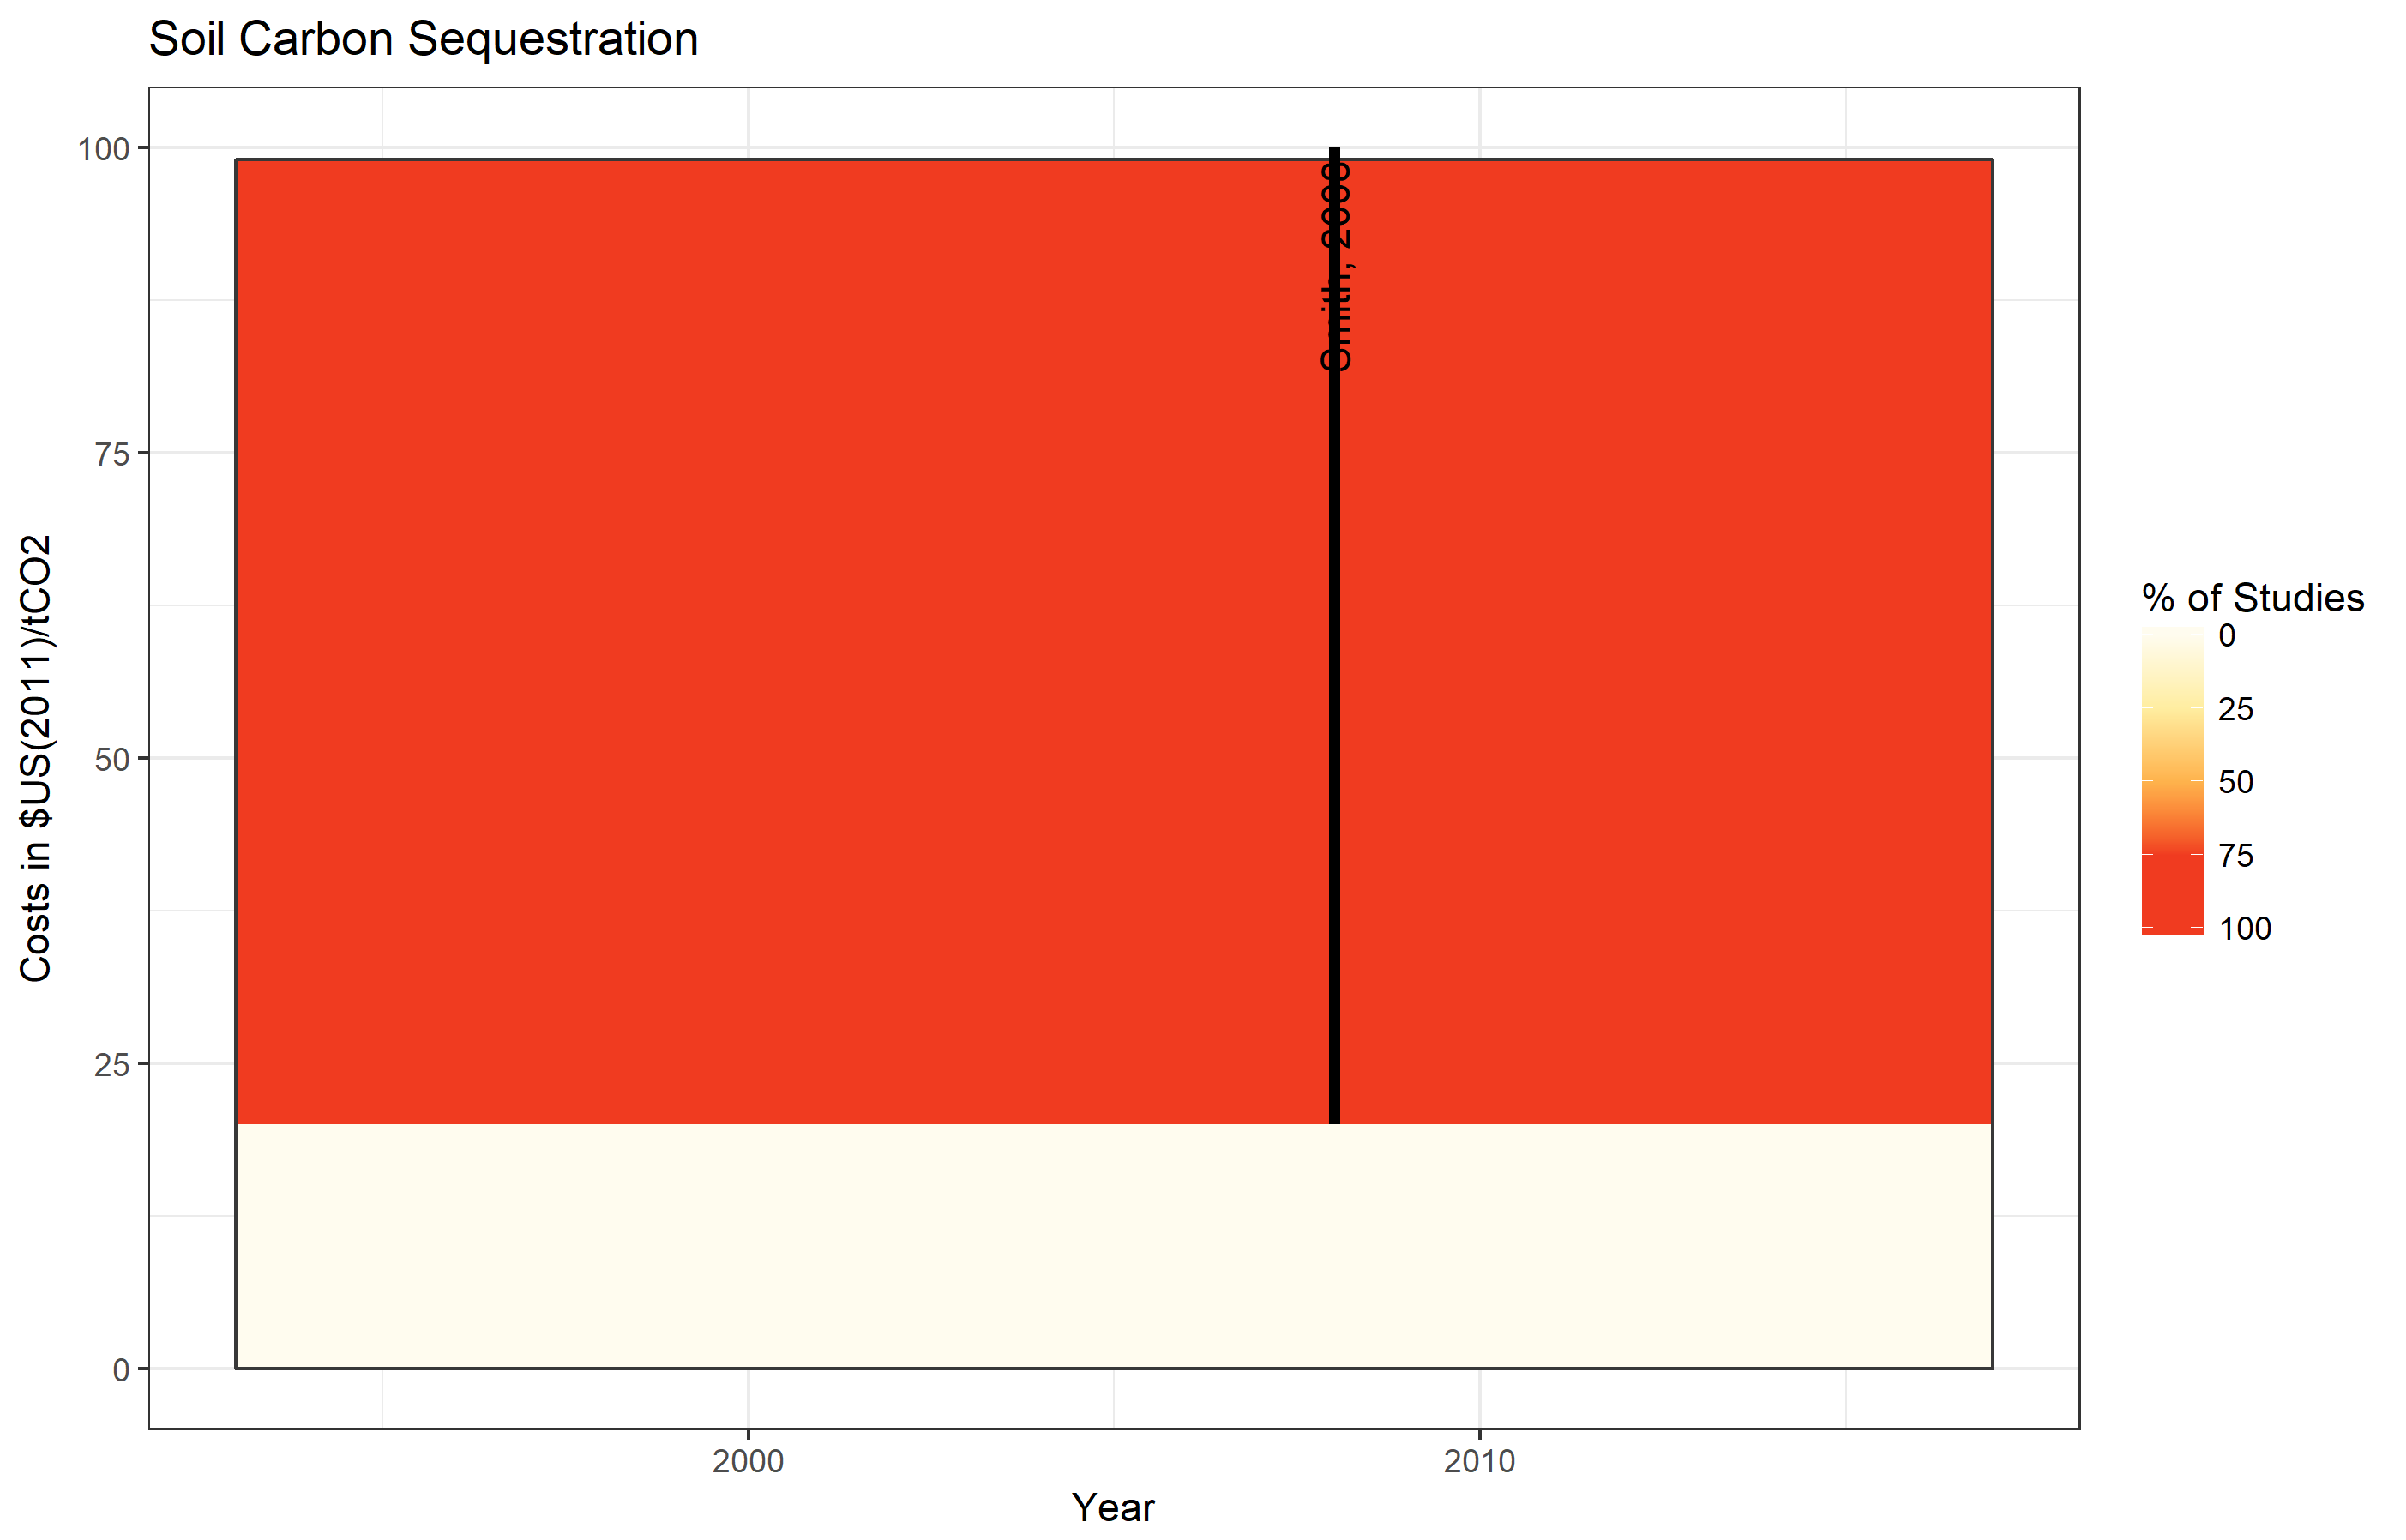 Soil Carbon Sequestration
100
75
50
25
0
Costs in $US(2011)/tCO2
Smith, 2008
2000
2010
Year
% of Studies
0
25
50
75
100